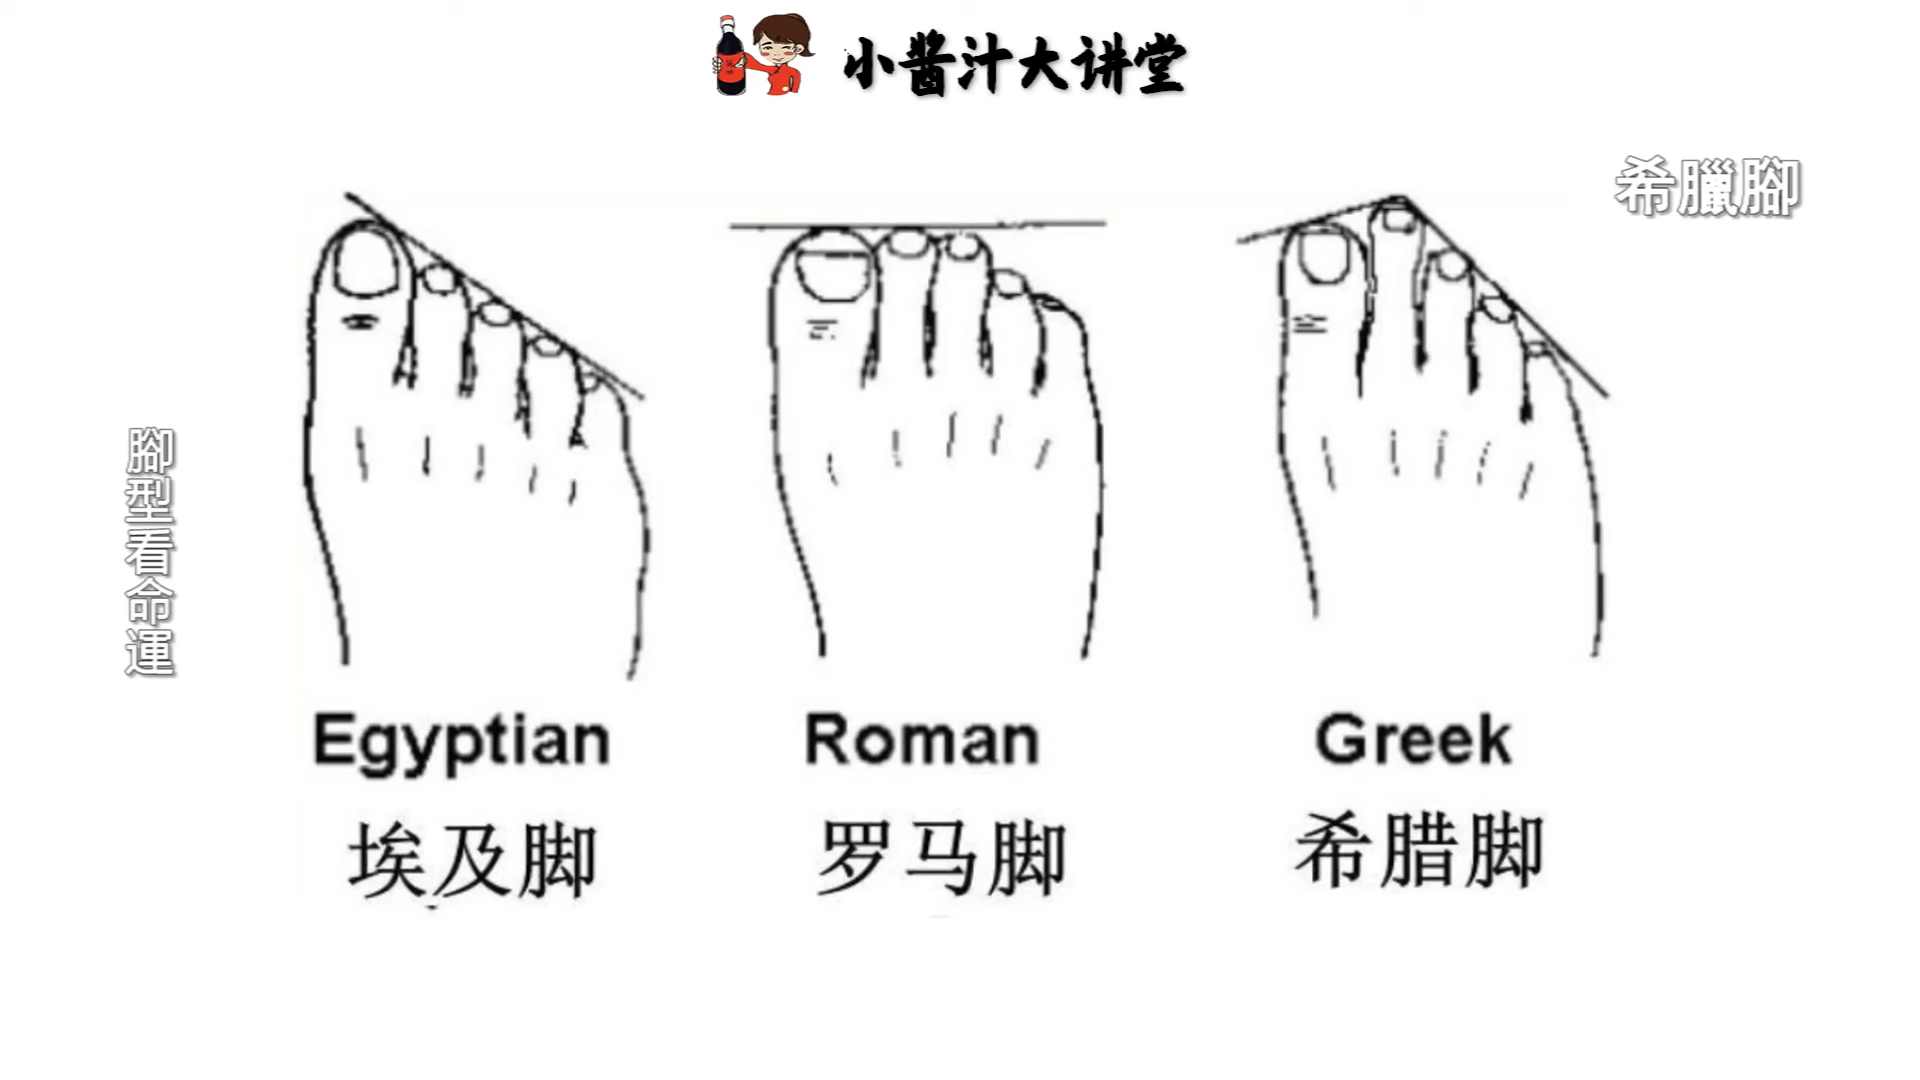 小酱汁大讲堂
希臘腳
腳型看命運
Egyptian
Roman
Greek
埃及脚
罗马脚
希腊脚